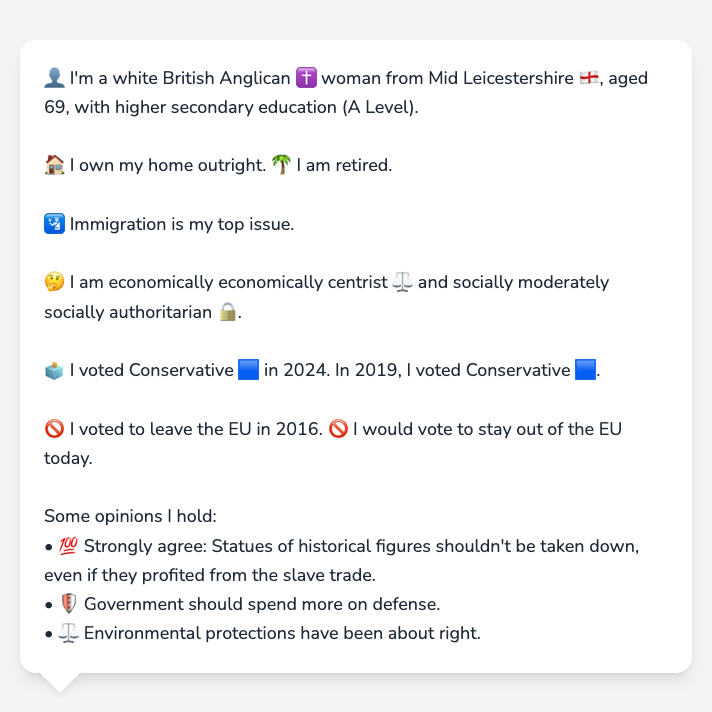 👤 I'm a white British Anglican ✝️ woman from Mid Leicestershire 🏴󠁧󠁢󠁥󠁮󠁧󠁿, aged
69, with higher secondary education (A Level).
🏠 I own my home outright. 🌴 I am retired.
🛂 Immigration is my top issue.
🤔 I am economically economically centrist ⚖️ and socially moderately
socially authoritarian 🔒.
🗳️ I voted Conservative 🟦 in 2024. In 2019, I voted Conservative 🟦.
🚫 I voted to leave the EU in 2016. 🚫 I would vote to stay out of the EU
today.
Some opinions I hold:
• 💯 Strongly agree: Statues of historical figures shouldn't be taken down,
even if they profited from the slave trade.
• 🛡️ Government should spend more on defense.
• ⚖️ Environmental protections have been about right.